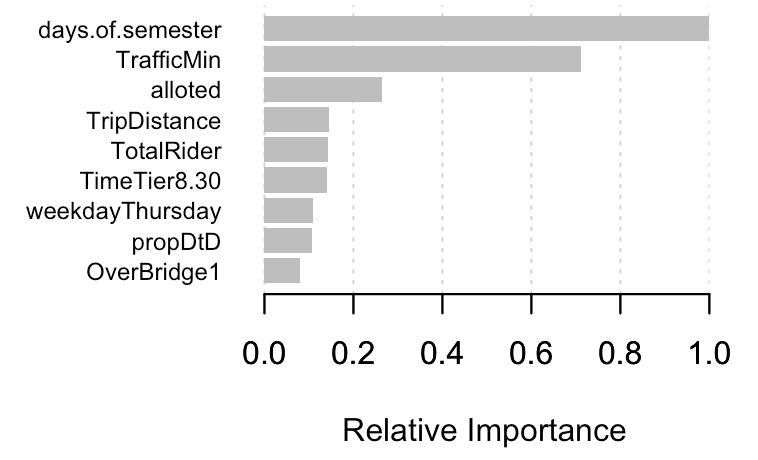 days.of.semester
TrafficMin
alloted
TripDistance
TotalRider
TimeTier8.30
weekdayThursday
propDtD
OverBridge1
0.0 0.2 0.4 0.6 0.8 1.0
Relative Importance